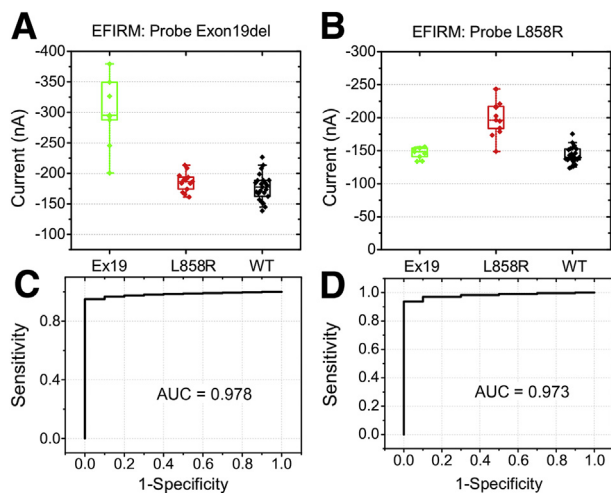 A
EFIRM: Probe Exon19del
Current (nA)
-400
-350
-300
-250
-200
-150
-100
Ex19 L858R WT
B
EFIRM: Probe L858R
Current (nA)
-300
-250
-200
-150
-100
-50
0
Ex19 L858R WT
C
Sensitivity
0.8
0.4
0.0
AUC = 0.978
0.0 0.2 0.4 0.6 0.8 1.0
1-Specificity
D
Sensitivity
1.0
0.8
0.6
0.4
0.2
0.0
AUC = 0.973
0.0 0.2 0.4 0.6 0.8 1.0
1-Specificity